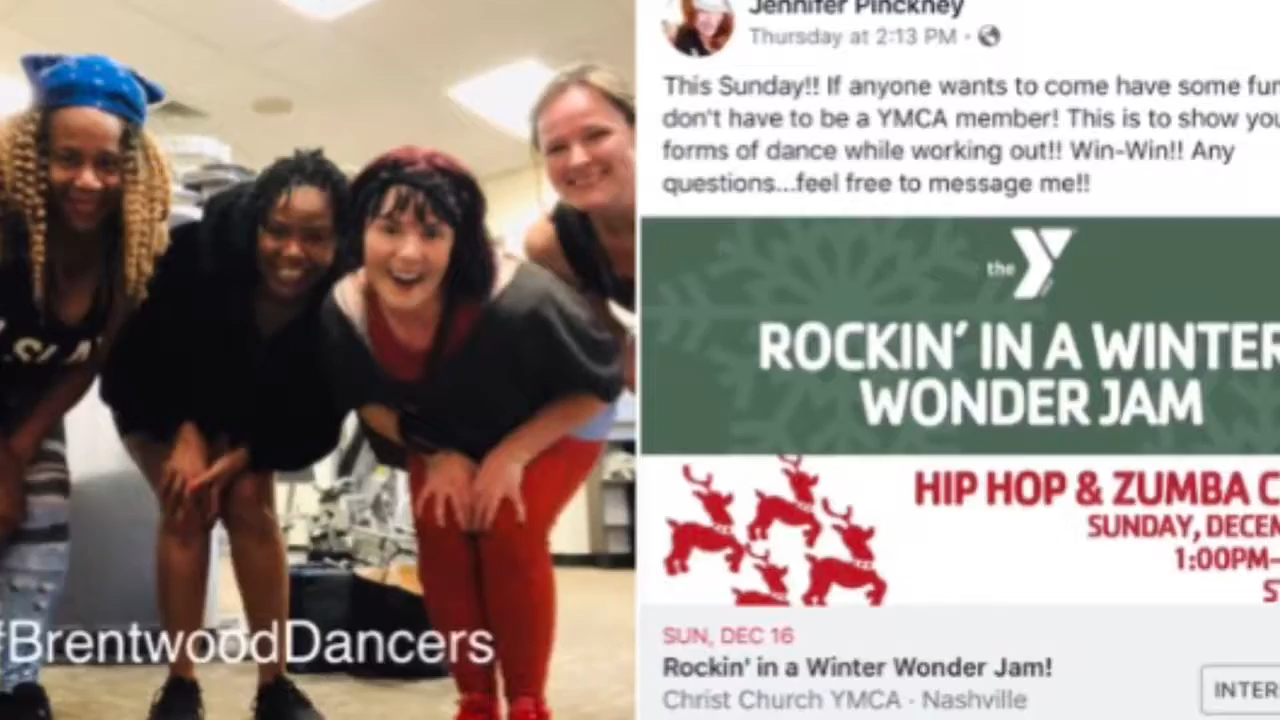 SLA
#BrentwoodDancers
Jennifer Pinckney
Thursday at 2:13 PM ·
This Sunday!! If anyone wants to come have some fun
don't have to be a YMCA member! This is to show you
forms of dance while working out!! Win-Win!! Any
questions...feel free to message me!!
the Y
ROCKIN' IN A WINTER
WONDER JAM
HIP HOP & ZUMBA C
SUNDAY, DECEM
1:00PM-
S
SUN, DEC 16
Rockin' in a Winter Wonder Jam!
Christ Church YMCA · Nashville
INTER